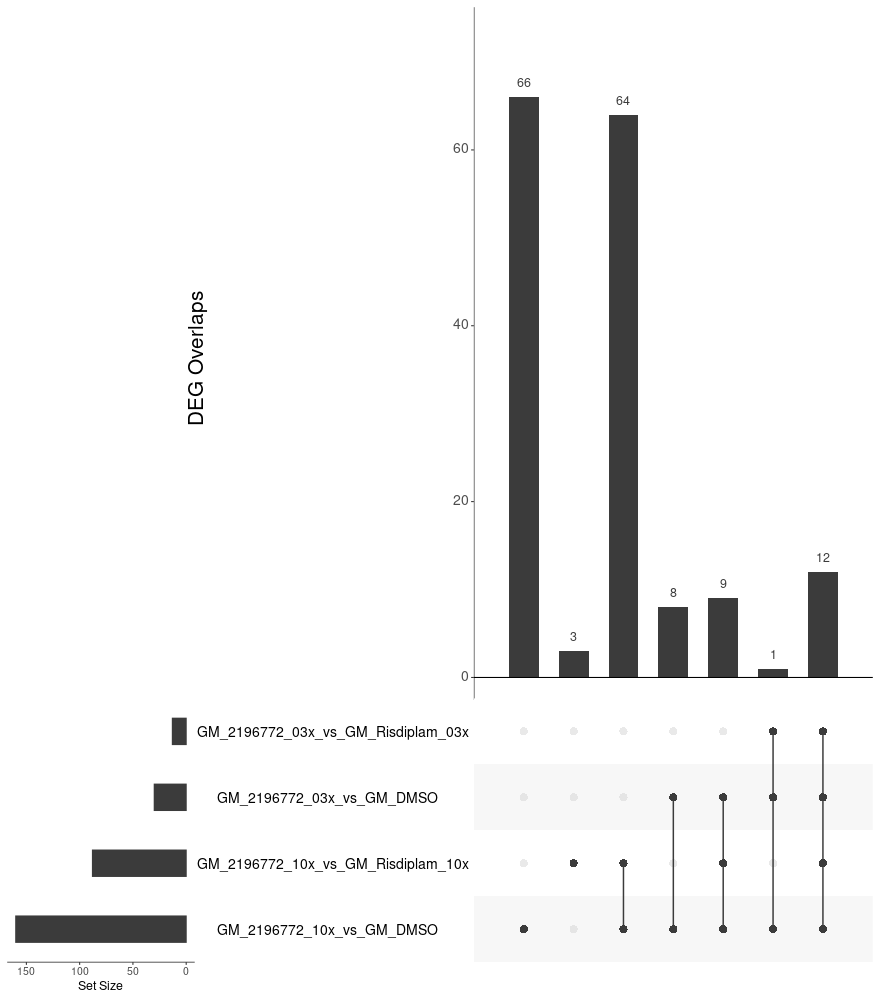 66
64
60
DEG Overlaps
40
20
12
9
8
3
1
0
GM_2196772_03x_vs_GM_Risdiplam_03x
GM_2196772_03x_vs_GM_DMSO
GM_2196772_10x_vs_GM_Risdiplam_10x
GM_2196772_10x_vs_GM_DMSO
150 100 50 0
Set Size